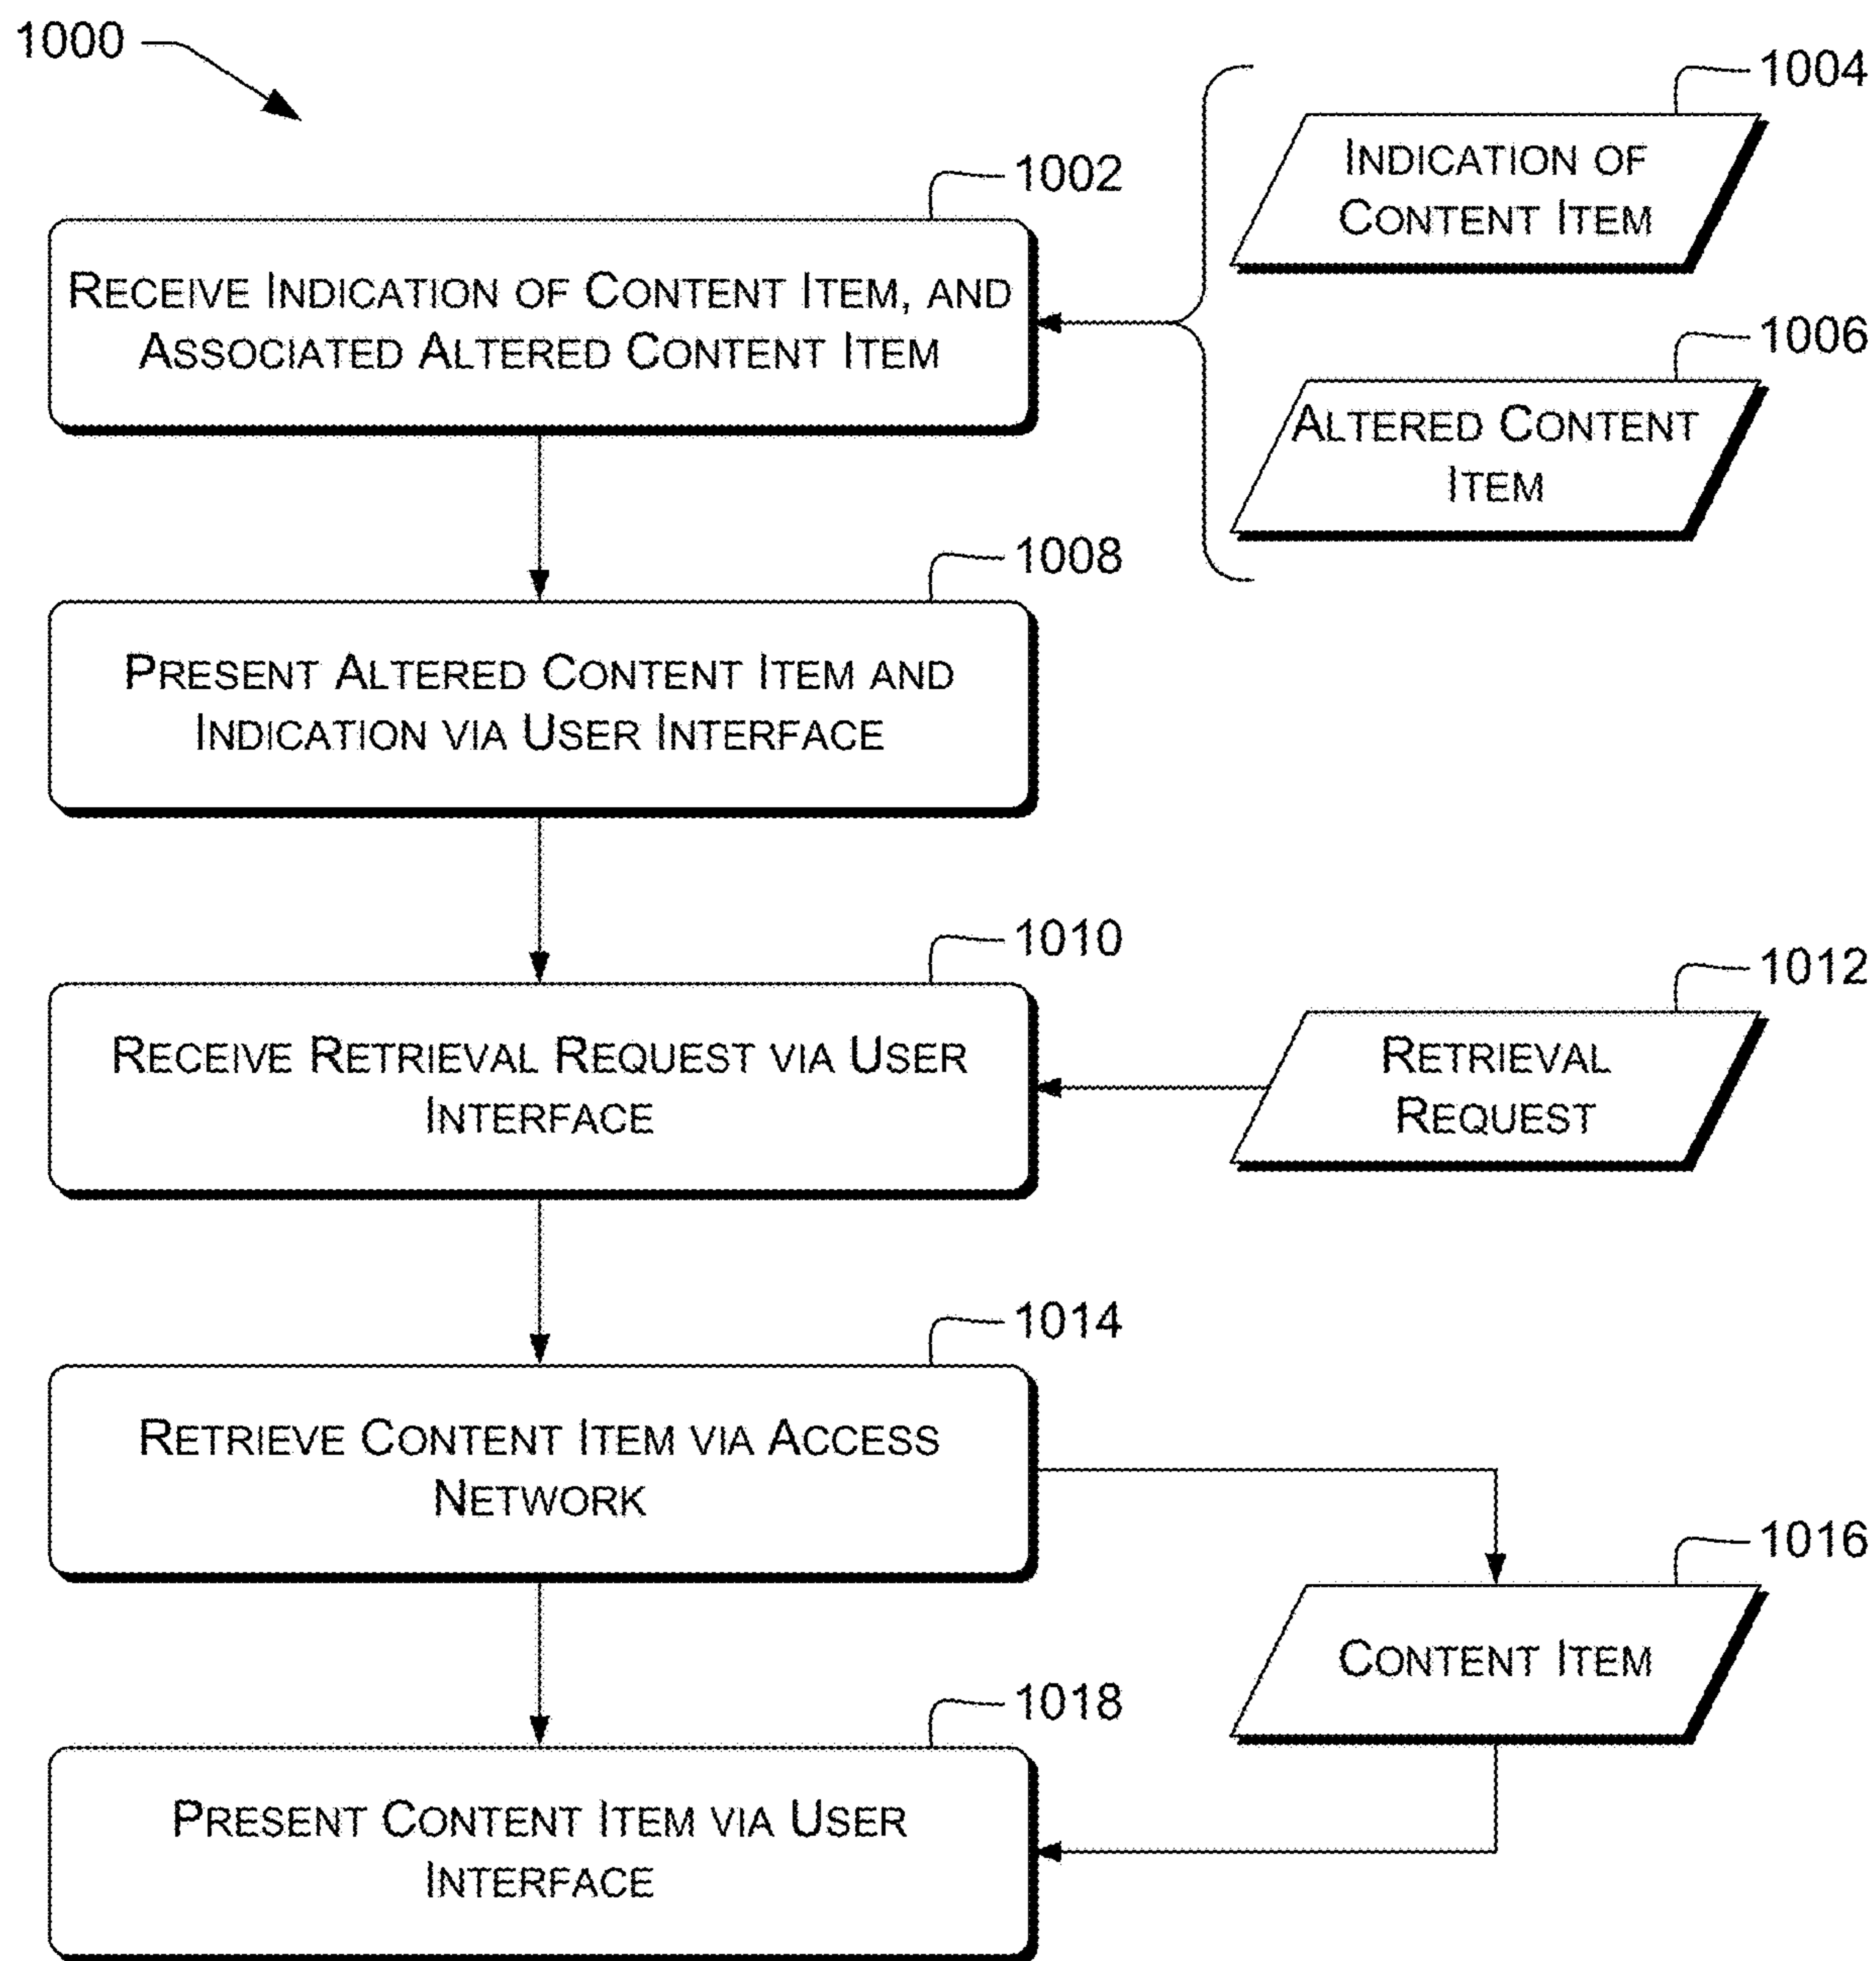 1000
1004
INDICATION OF
CONTENT ITEM
1002
RECEIVE INDICATION OF CONTENT ITEM, AND
ASSOCIATED ALTERED CONTENT ITEM
1006
ALTERED CONTENT
ITEM
1008
PRESENT ALTERED CONTENT ITEM AND
INDICATION VIA USER INTERFACE
1010
RECEIVE RETRIEVAL REQUEST VIA USER
INTERFACE
1012
RETRIEVAL
REQUEST
1014
RETRIEVE CONTENT ITEM VIA ACCESS
NETWORK
1016
CONTENT ITEM
1018
PRESENT CONTENT ITEM VIA USER
INTERFACE